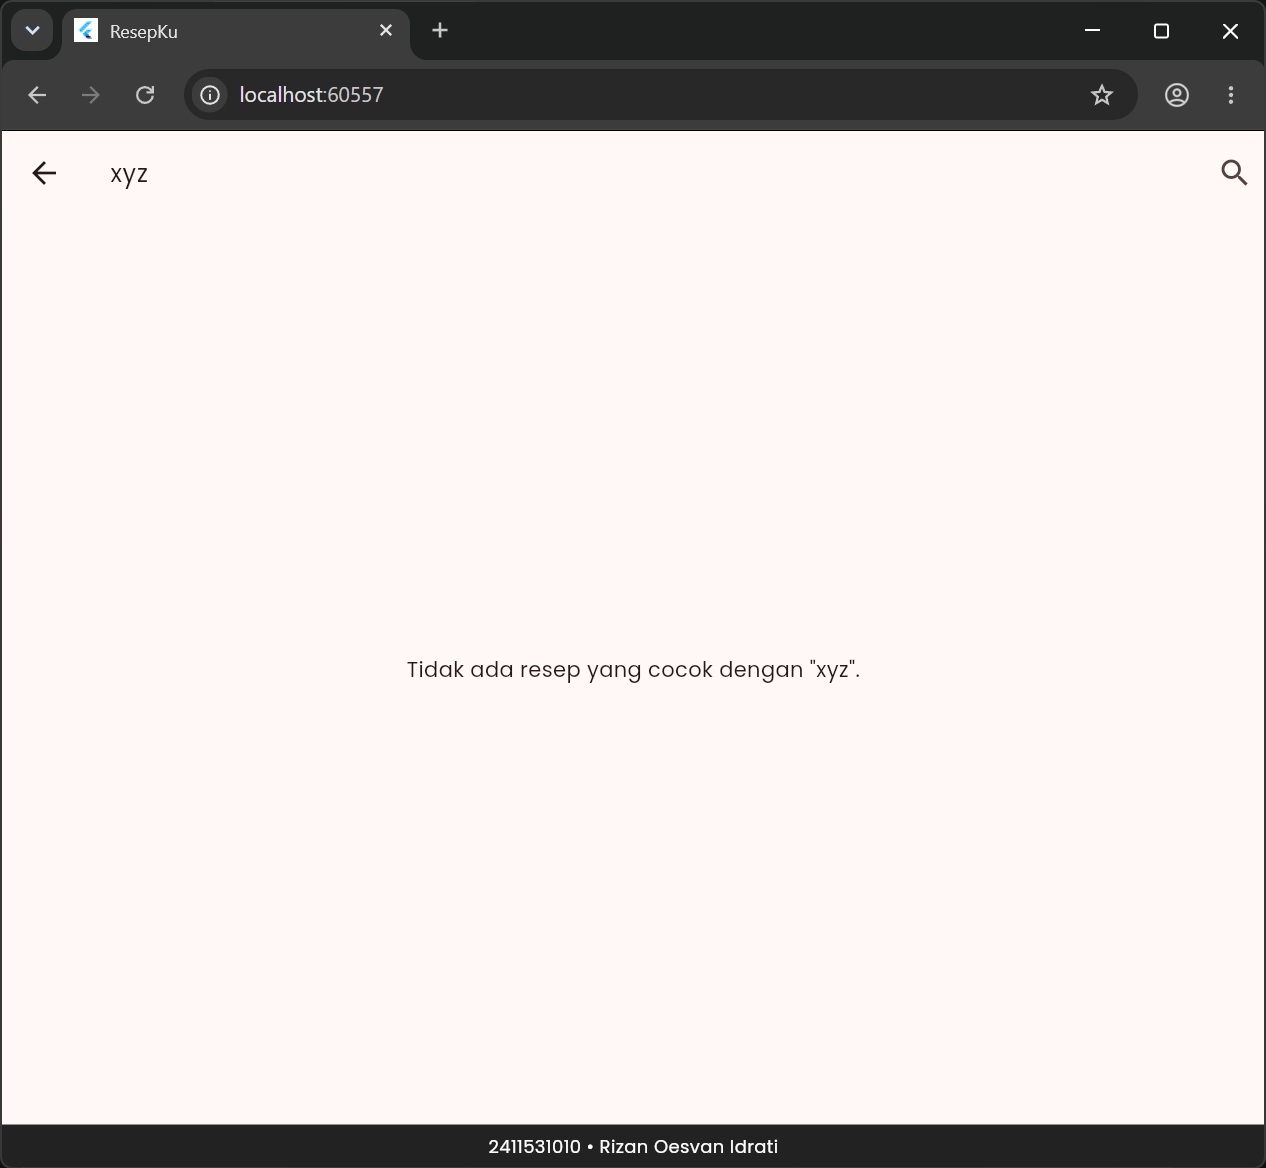 ResepKu
localhost:60557
xyz
Tidak ada resep yang cocok dengan "xyz".
2411531010 • Rizan Oesvan Idrati